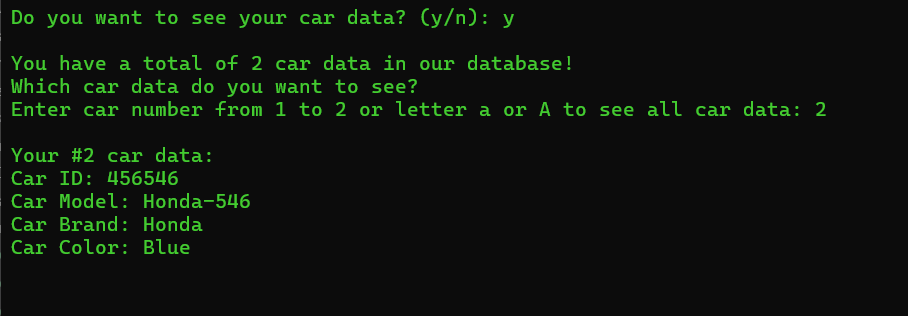 Do you want to see your car data? (y/n): y
You have a total of 2 car data in our database!
Which car data do you want to see?
Enter car number from 1 to 2 or letter a or A to see all car data: 2
Your #2 car data:
Car ID: 456546
Car Model: Honda-546
Car Brand: Honda
Car Color: Blue